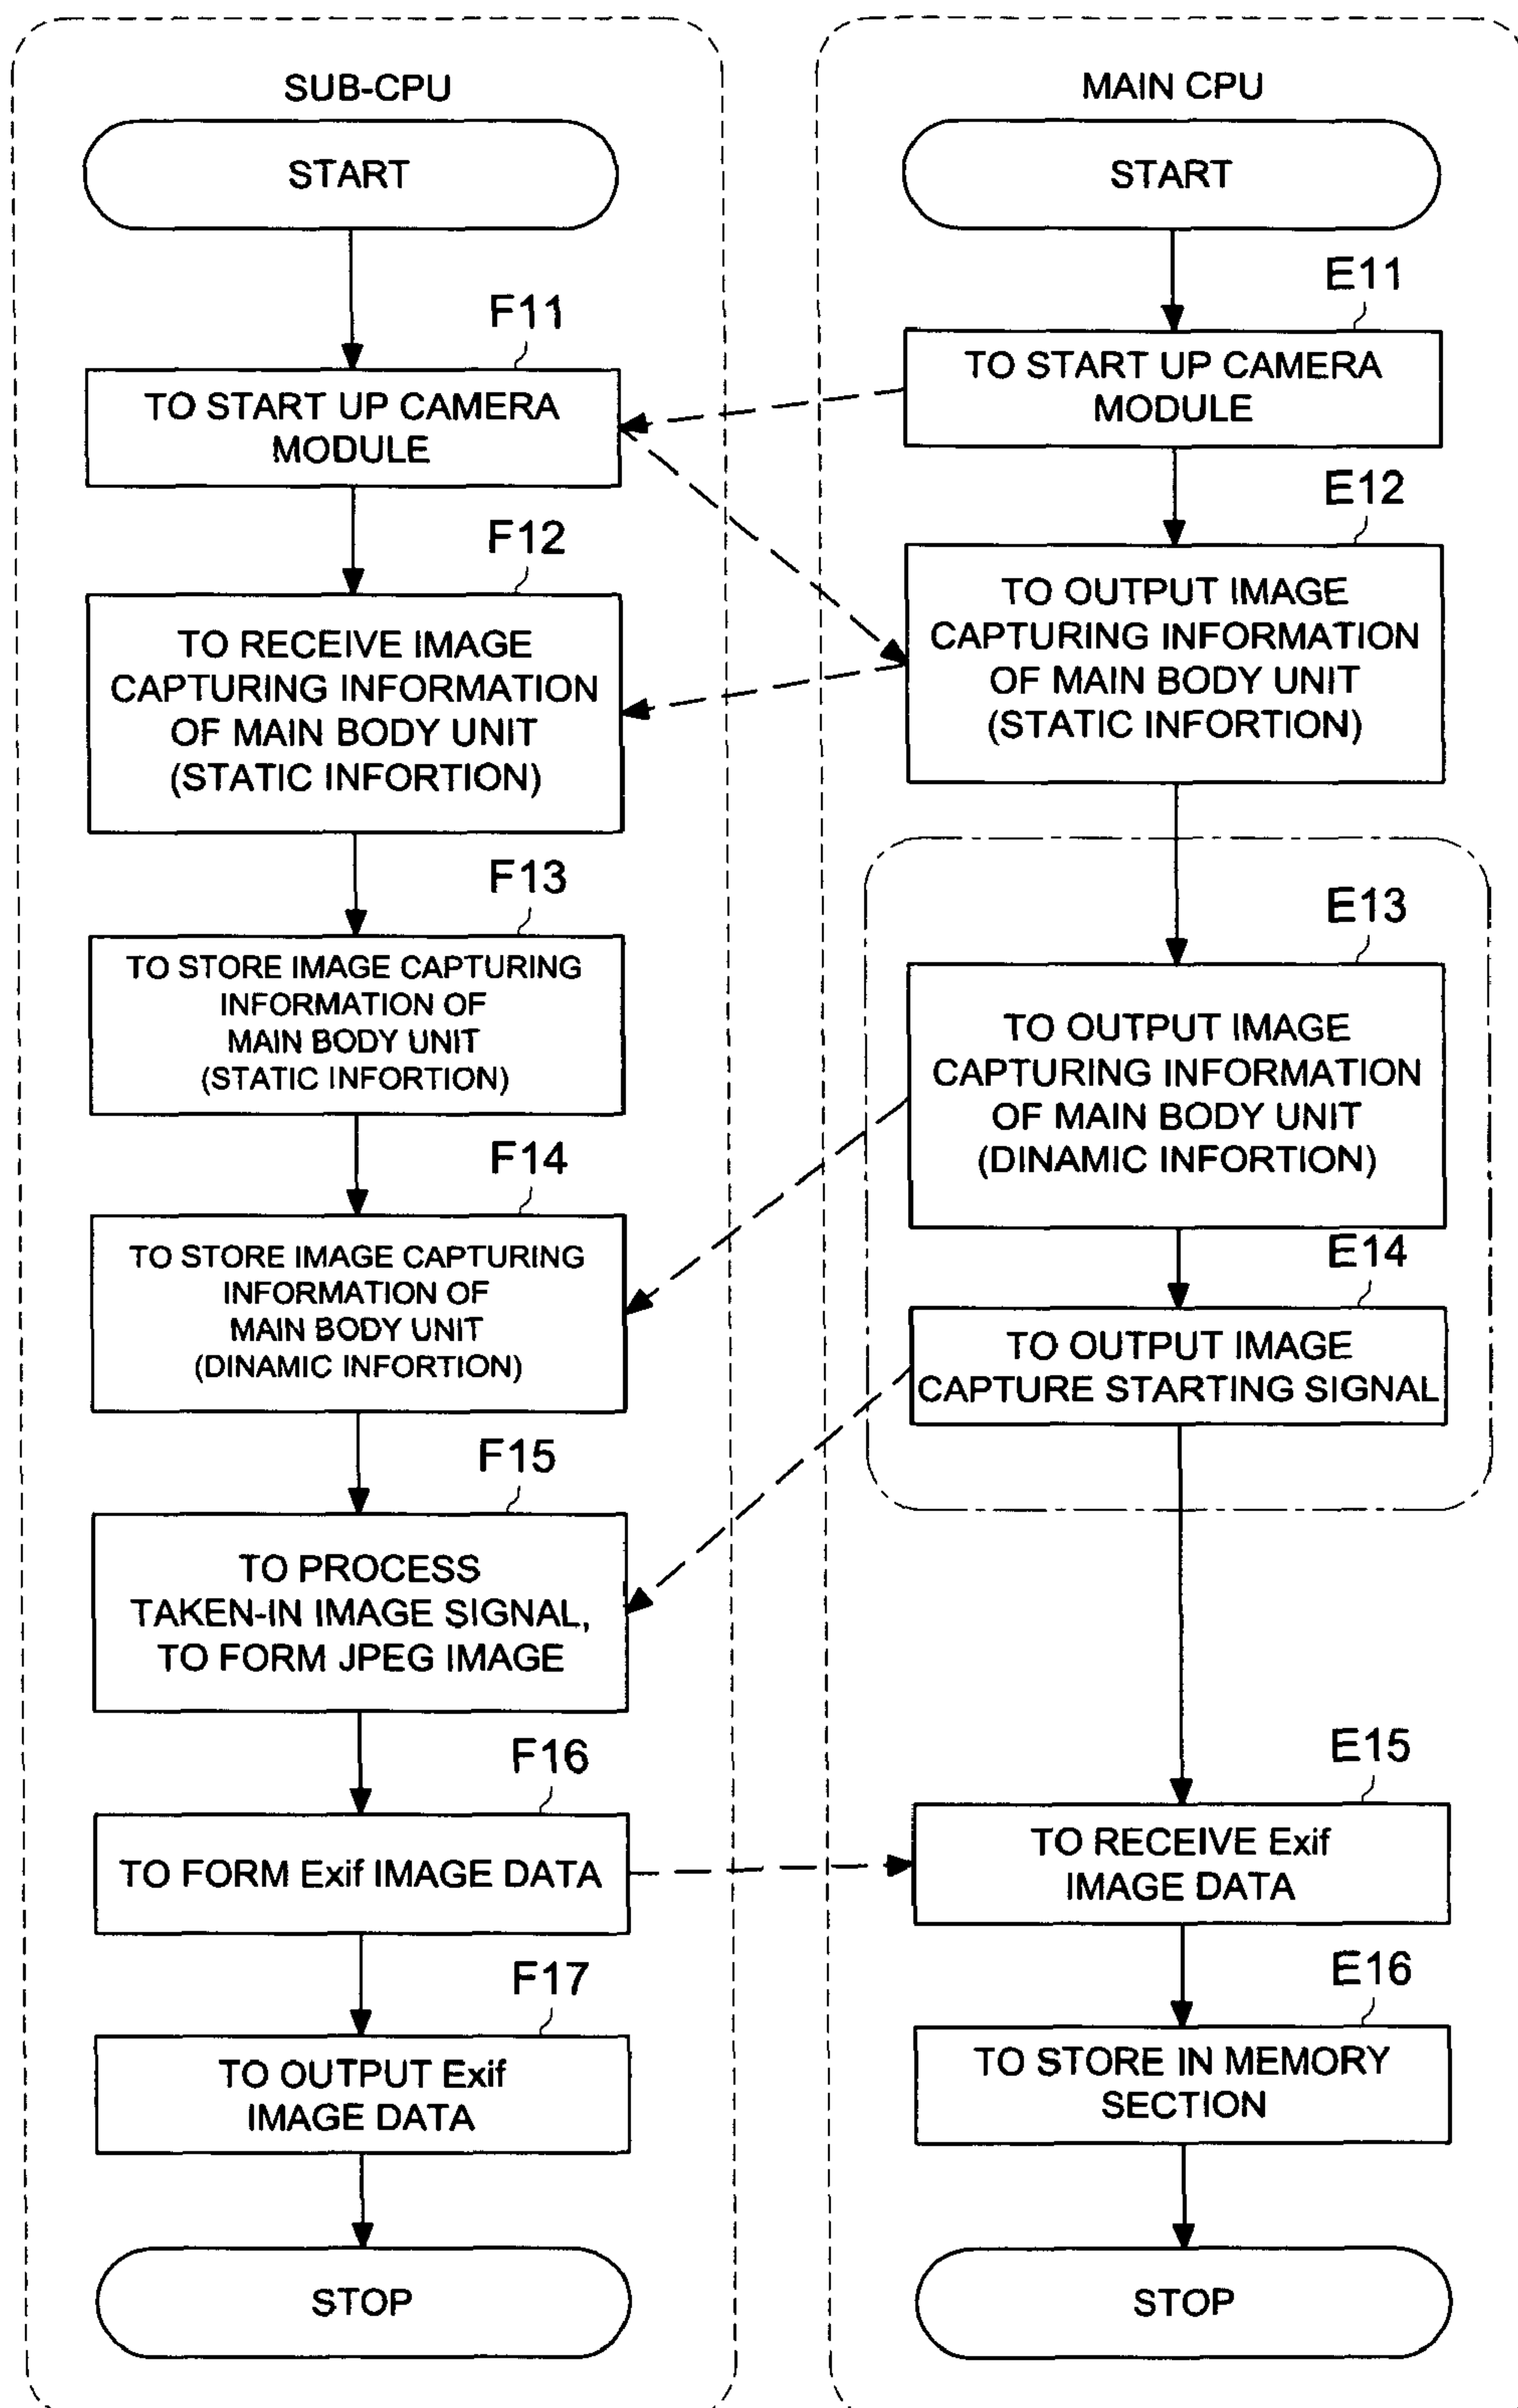 SUB-CPU
START
F11
TO START UP CAMERA
MODULE
F12
TO RECEIVE IMAGE
CAPTURING INFORMATION
OF MAIN BODY UNIT
(STATIC INFORTION)
F13
TO STORE IMAGE CAPTURING
INFORMATION OF
MAIN BODY UNIT
(STATIC INFORTION)
F14
TO STORE IMAGE CAPTURING
INFORMATION OF
MAIN BODY UNIT
(DINAMIC INFORTION)
F15
TO PROCESS
TAKEN-IN IMAGE SIGNAL,
TO FORM JPEG IMAGE
F16
TO FORM Exif IMAGE DATA
F17
TO OUTPUT Exif
IMAGE DATA
STOP
MAIN CPU
START
E11
TO START UP CAMERA
MODULE
E12
TO OUTPUT IMAGE
CAPTURING INFORMATION
OF MAIN BODY UNIT
(STATIC INFORTION)
E13
TO OUTPUT IMAGE
CAPTURING INFORMATION
OF MAIN BODY UNIT
(DINAMIC INFORTION)
E14
TO OUTPUT IMAGE
CAPTURE STARTING SIGNAL
E15
TO RECEIVE Exif
IMAGE DATA
E16
TO STORE IN MEMORY
SECTION
STOP